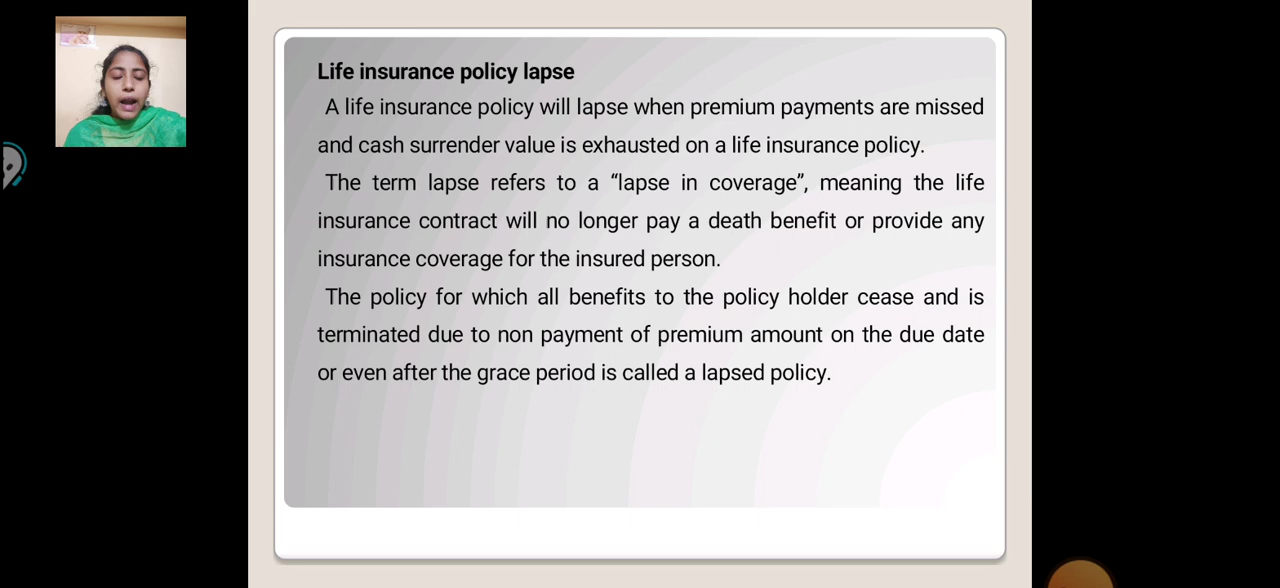 Life insurance policy lapse
A life insurance policy will lapse when premium payments are missed
and cash surrender value is exhausted on a life insurance policy.
The term lapse refers to a “lapse in coverage”, meaning the life
insurance contract will no longer pay a death benefit or provide any
insurance coverage for the insured person.
The policy for which all benefits to the policy holder cease and is
terminated due to non payment of premium amount on the due date
or even after the grace period is called a lapsed policy.